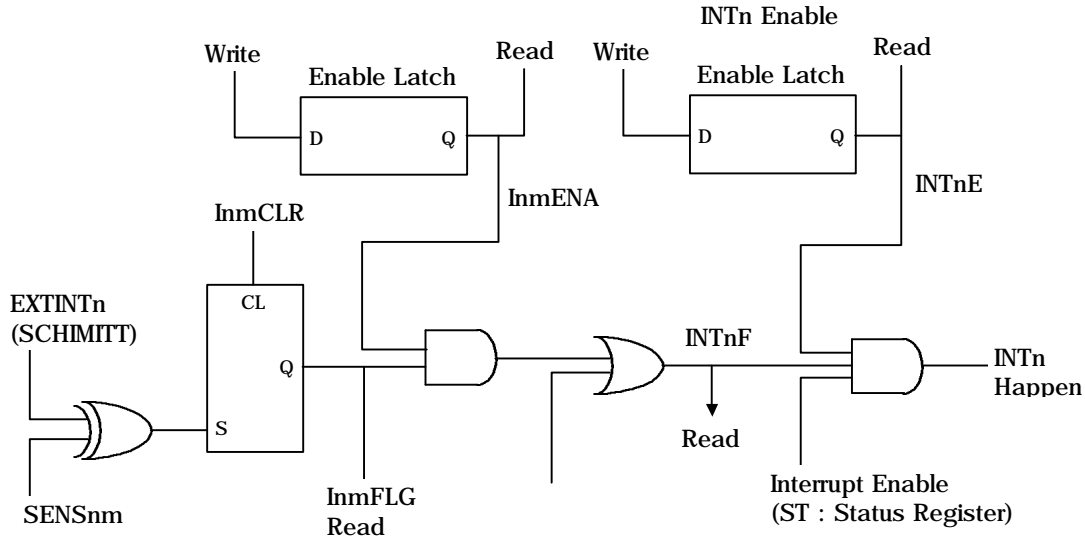 INTn Enable
Write
Read
Write
Read
Enable Latch
Enable Latch
D
Q
D
Q
InmENA
INTnE
InmCLR
CL
EXTINTn
(SCHIMITT)
Q
INTnF
INTn
Happen
S
Read
SENSnm
InmFLG
Read
Interrupt Enable
(ST : Status Register)